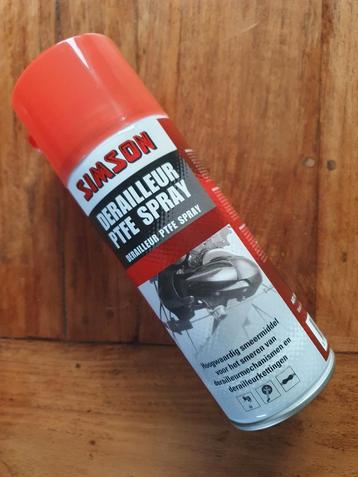 SIMSON
DERAILLEUR
PTFE SPRAY
DERAILLEUR PTFE SPRAY
Hoogwaardig smeermiddel
voor het smeren van
derailleurmechanismen en
derailleurkettingen